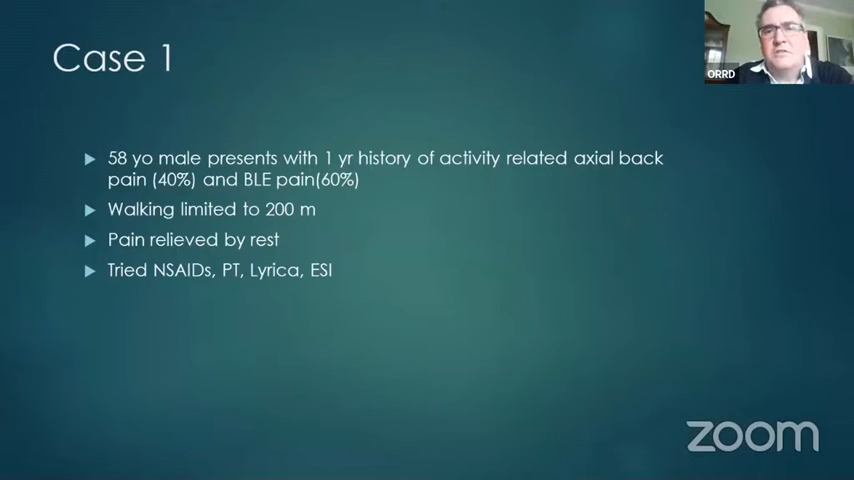 Case 1
ORRD
58 yo male presents with 1 yr history of activity related axial back
pain (40%) and BLE pain(60%)
Walking limited to 200 m
Pain relieved by rest
Tried NSAIDs, PT, Lyrica, ESI
zoom